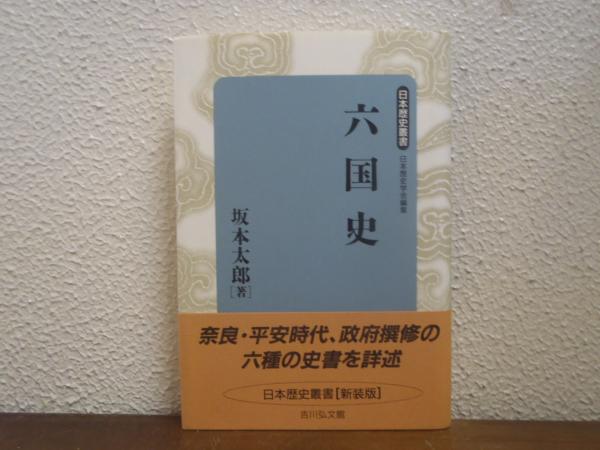 日本歴史叢書
日本歴史学会編集
六国史
坂本太郎[著]
奈良・平安時代、政府撰修の
六種の史書を詳述
日本歴史叢書[新装版]
吉川弘文館